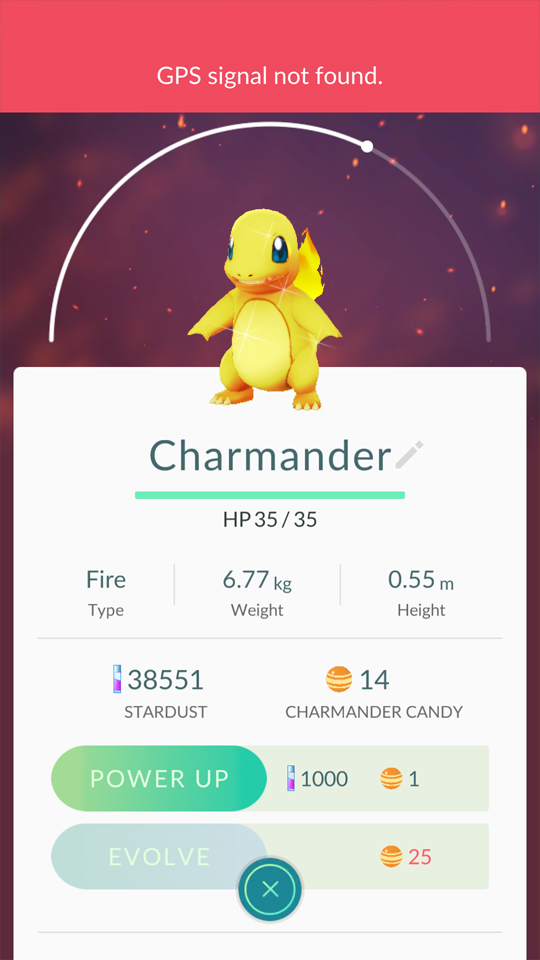 GPS signal not found.
Charmander
HP 35 / 35
Fire 6.77 kg 0.55 m
Type Weight Height
38551 14
STARDUST CHARMANDER CANDY
POWER UP 1000 1
EVOLVE 25